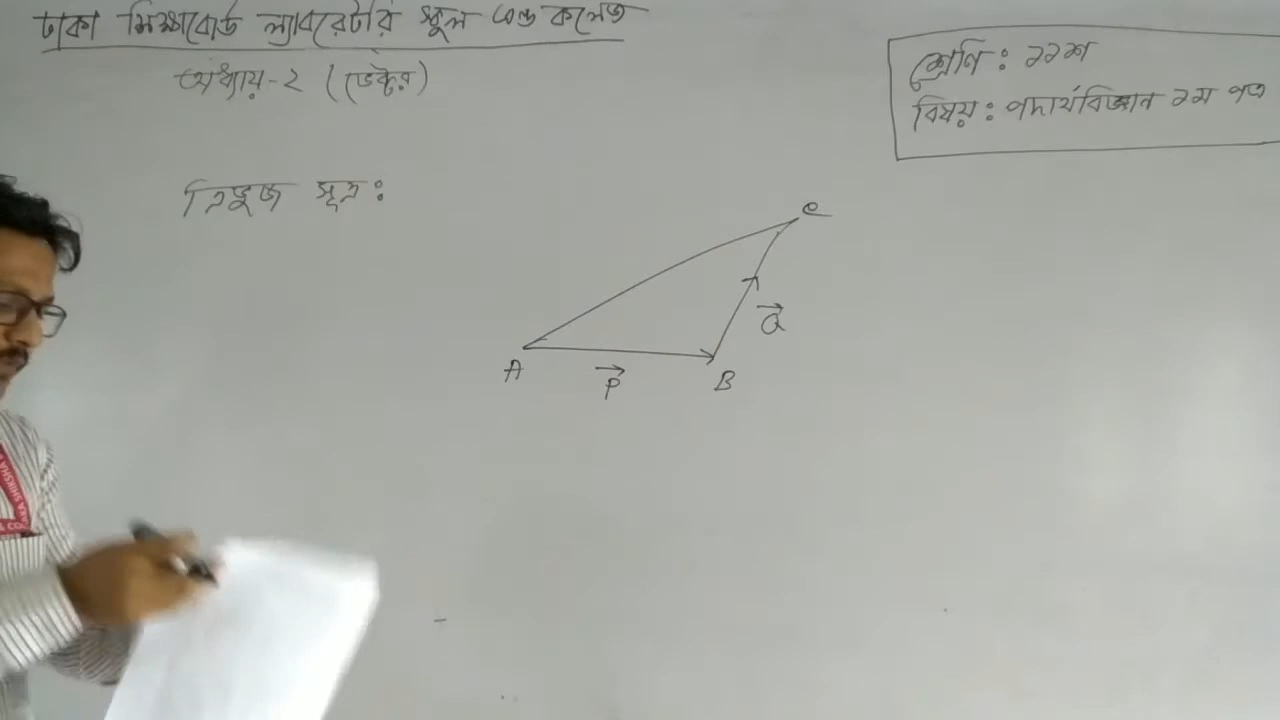 ঢাকা শিক্ষাবোর্ড ল্যাবরেটরি স্কুল এন্ড কলেজ
অধ্যায়-২ (ভেক্টর)
শ্রেণি: ১১শ
বিষয়: পদার্থবিজ্ঞান ১ম পত্র
ত্রিভুজ সূত্র:
C
Q
A P B